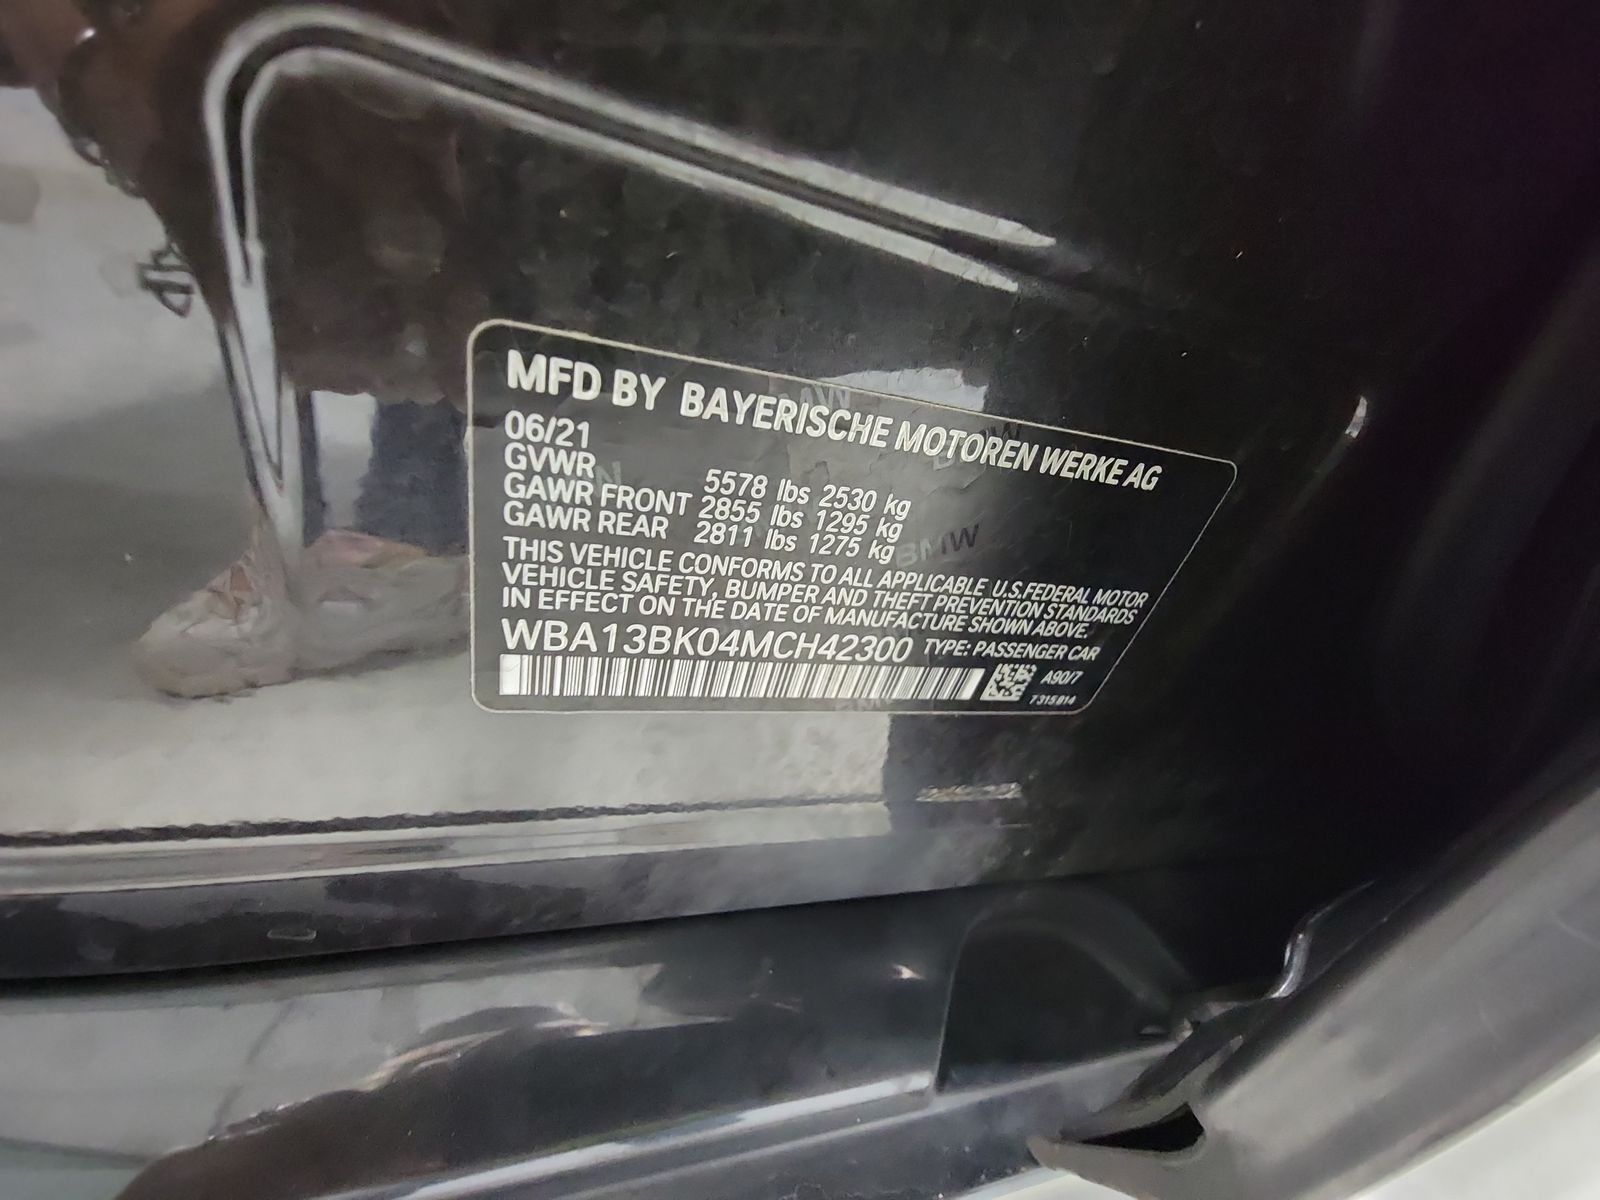 MFD BY BAYERISCHE MOTOREN WERKE AG
06/21
GVWR 5578 lbs 2530 kg
GAWR FRONT 2855 lbs 1295 kg
GAWR REAR 2811 lbs 1275 kg
THIS VEHICLE CONFORMS TO ALL APPLICABLE U.S.FEDERAL MOTOR
VEHICLE SAFETY, BUMPER AND THEFT PREVENTION STANDARDS
IN EFFECT ON THE DATE OF MANUFACTURE SHOWN ABOVE.
WBA13BK04MCH42300 TYPE: PASSENGER CAR
A90/7
7315814